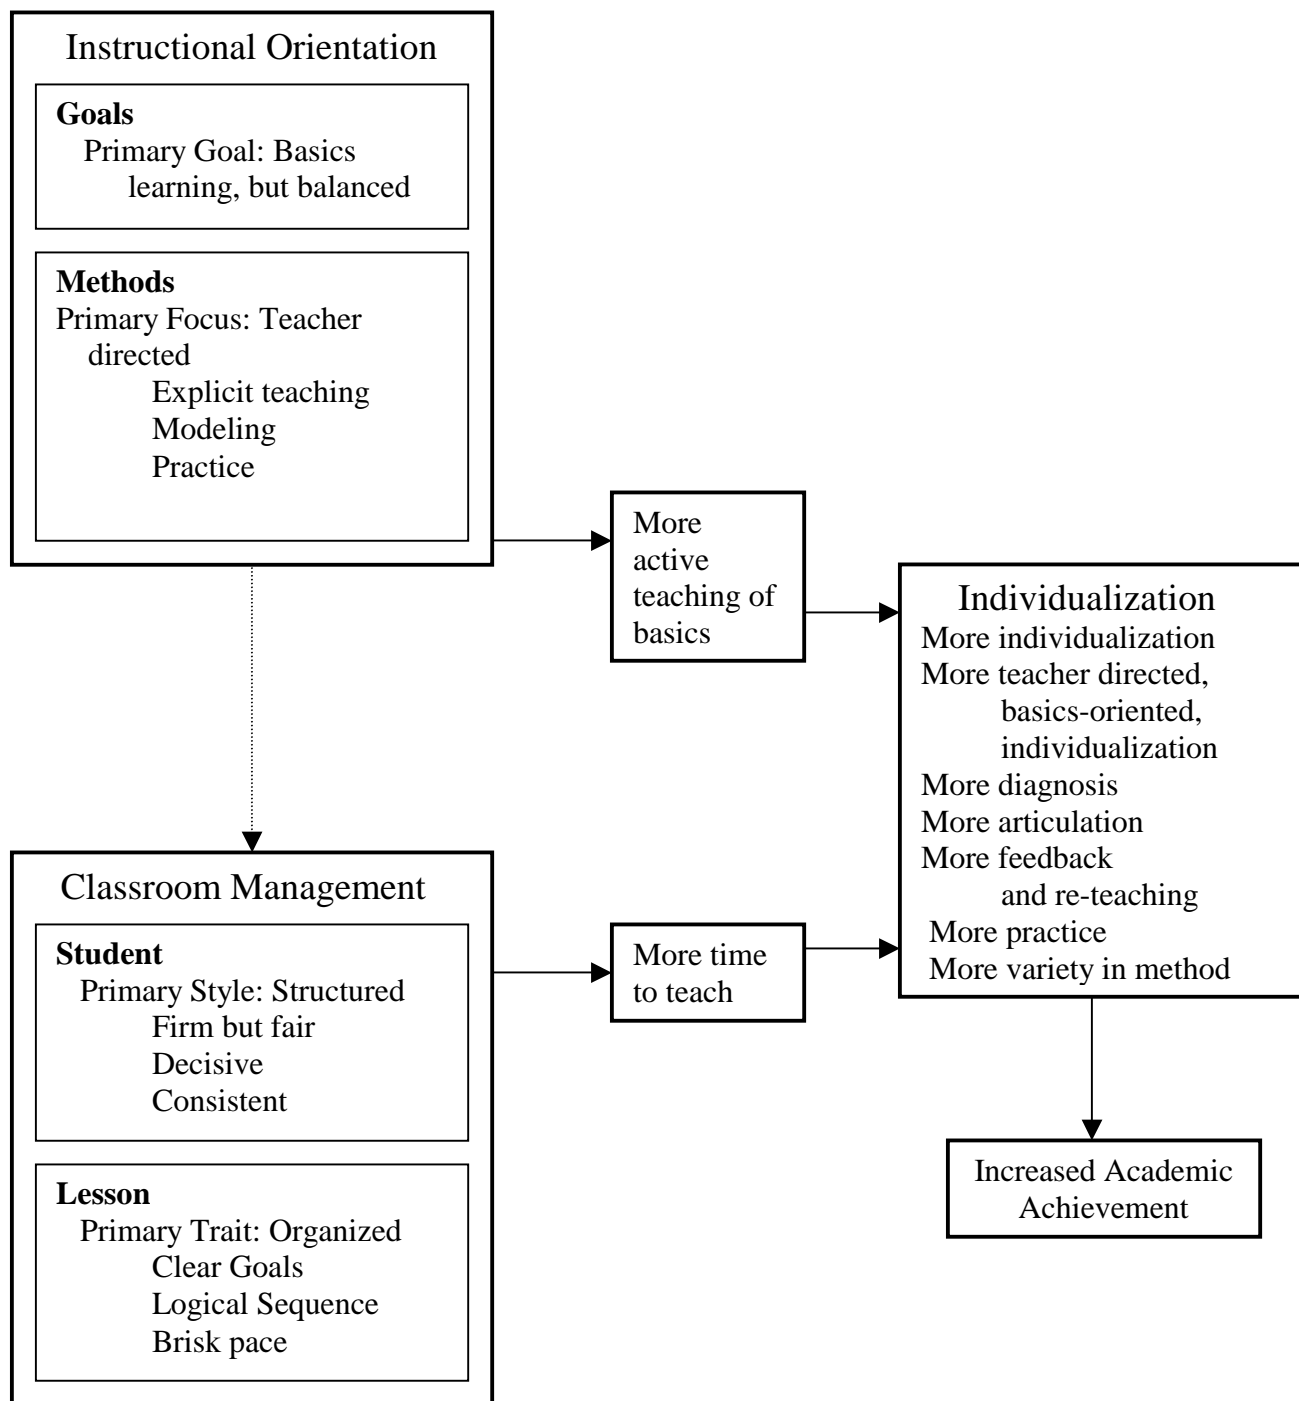 Instructional Orientation
Goals
Primary Goal: Basics
learning, but balanced
Methods
Primary Focus: Teacher
directed
Explicit teaching
Modeling
Practice
More
active
teaching of
basics
Individualization
More individualization
More teacher directed,
basics-oriented,
individualization
More diagnosis
More articulation
More feedback
and re-teaching
More practice
More variety in method
Classroom Management
Student
Primary Style: Structured
Firm but fair
Decisive
Consistent
Lesson
Primary Trait: Organized
Clear Goals
Logical Sequence
Brisk pace
More time
to teach
Increased Academic
Achievement